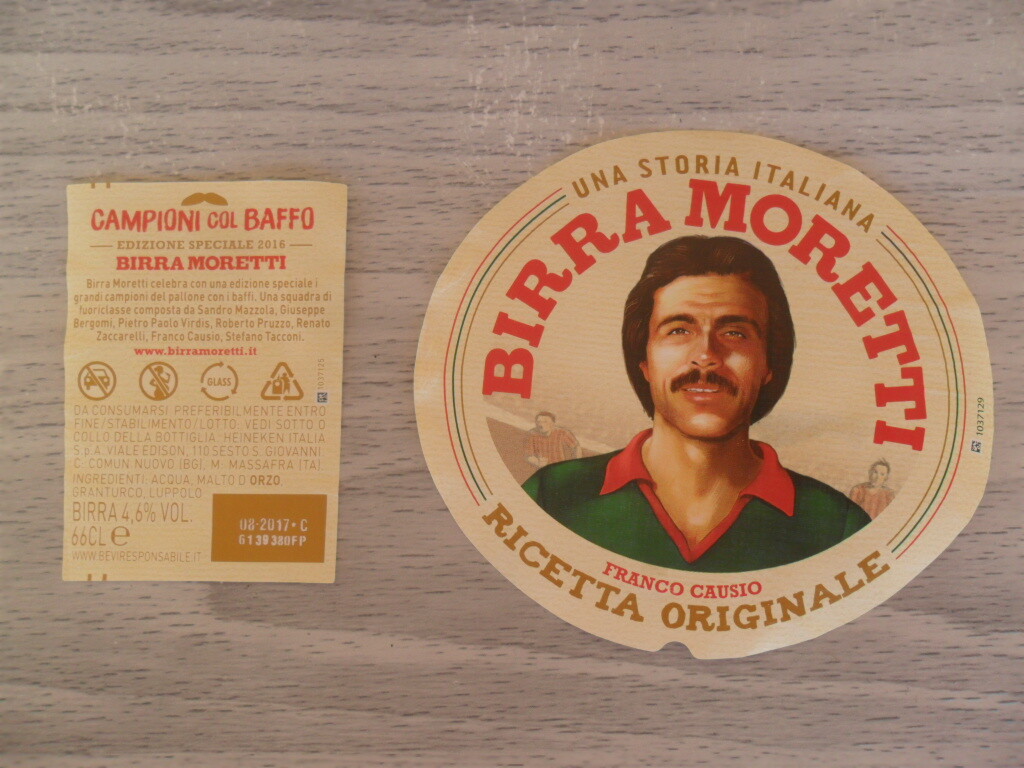 CAMPIONI COL BAFFO
EDIZIONE SPECIALE 2016
BIRRA MORETTI
Birra Moretti celebra con una edizione speciale i
grandi campioni del pallone con i baffi. Una squadra di
fuoriclasse composta da Sandro Mazzola, Giuseppe
Bergomi, Pietro Paolo Virdis, Roberto Pruzzo, Renato
Zaccarelli, Franco Causio, Stefano Tacconi.
www.birramoretti.it
GLASS
1037125
DA CONSUMARSI PREFERIBILMENTE ENTRO
FINE/STABILIMENTO/LOTTO: VEDI SOTTO O
COLLO DELLA BOTTIGLIA. HEINEKEN ITALIA
S.p.A. VIALE EDISON, 110 SESTO S. GIOVANNI
C: COMUN NUOVO (BG), M: MASSAFRA (TA)
INGREDIENTI: ACQUA, MALTO D'ORZO,
GRANTURCO, LUPPOLO
BIRRA 4,6% VOL.
66CL e
WWW.BEVIRESPONSABILE.IT
08-2017•C
6139380FP
UNA STORIA ITALIANA
BIRRA MORETTI
1037129
FRANCO CAUSIO
RICETTA ORIGINALE